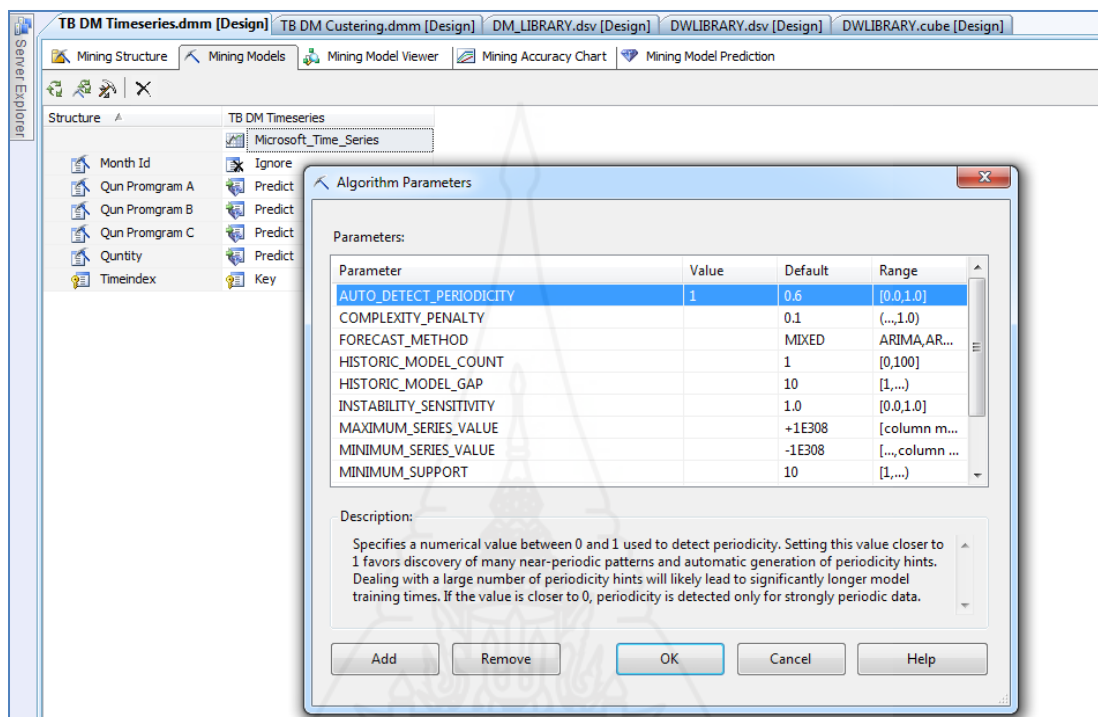 TB DM Timeseries.dmm [Design] TB DM Custering.dmm [Design] DM_LIBRARY.dsv [Design] DWLIBRARY.dsv [Design] DWLIBRARY.cube [Design]
Server Explorer
Mining Structure Mining Models Mining Model Viewer Mining Accuracy Chart Mining Model Prediction
Structure TB DM Timeseries
Microsoft_Time_Series
Month Id Ignore
Qun Promgram A Predict
Qun Promgram B Predict
Qun Promgram C Predict
Quntity Predict
Timeindex Key
Algorithm Parameters
Parameters:
Parameter Value Default Range
AUTO_DETECT_PERIODICITY 1 0.6 [0.0,1.0]
COMPLEXITY_PENALTY 0.1 (...,1.0)
FORECAST_METHOD MIXED ARIMA,AR...
HISTORIC_MODEL_COUNT 1 [0,100]
HISTORIC_MODEL_GAP 10 [1,...)
INSTABILITY_SENSITIVITY 1.0 [0.0,1.0]
MAXIMUM_SERIES_VALUE +1E308 [column m...
MINIMUM_SERIES_VALUE -1E308 [...,column ...
MINIMUM_SUPPORT 10 [1,...)
Description:
Specifies a numerical value between 0 and 1 used to detect periodicity. Setting this value closer to
1 favors discovery of many near-periodic patterns and automatic generation of periodicity hints.
Dealing with a large number of periodicity hints will likely lead to significantly longer model
training times. If the value is closer to 0, periodicity is detected only for strongly periodic data.
Add Remove OK Cancel Help